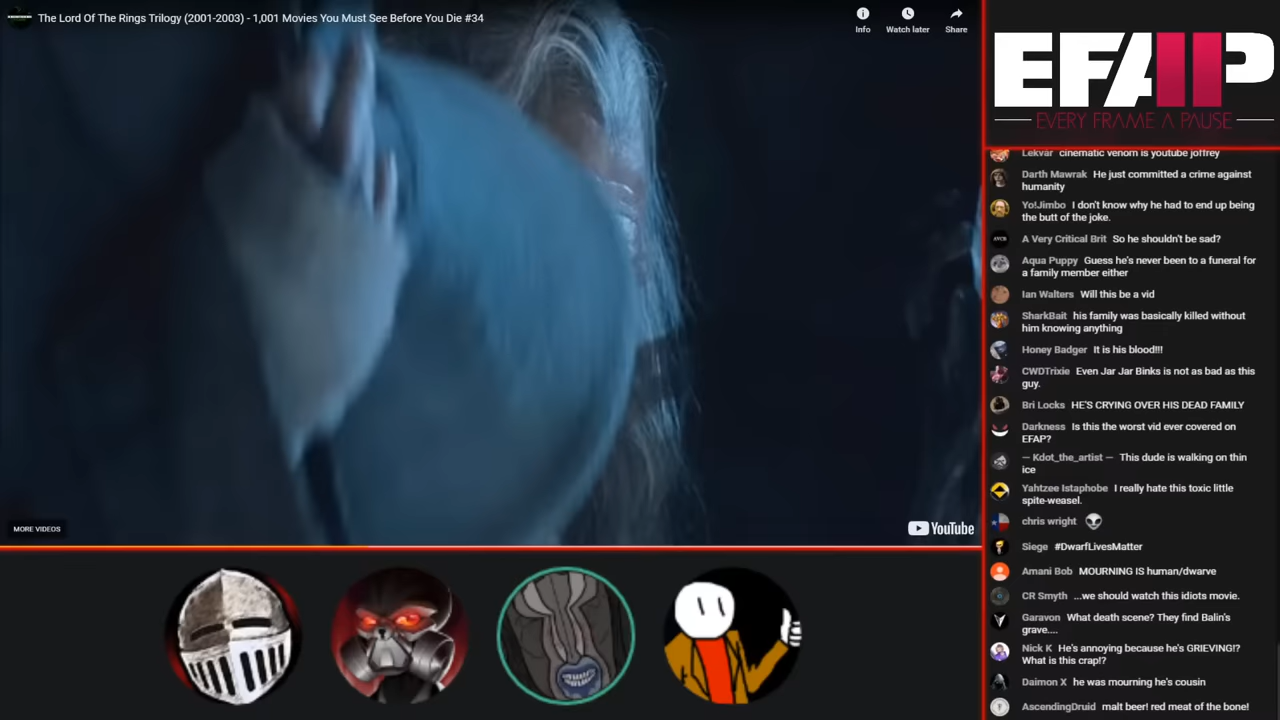 The Lord Of The Rings Trilogy (2001-2003) - 1,001 Movies You Must See Before You Die #34
Info
Watch later
Share
EFAP
EVERY FRAME A PAUSE
Lekvar cinematic venom is youtube joffrey
Darth Mawrak He just committed a crime against
humanity
Yo!Jimbo I don't know why he had to end up being
the butt of the joke.
A Very Critical Brit So he shouldn't be sad?
Aqua Puppy Guess he's never been to a funeral for
a family member either
Ian Walters Will this be a vid
SharkBait his family was basically killed without
him knowing anything
Honey Badger It is his blood!!!
CWDTrixie Even Jar Jar Binks is not as bad as this
guy.
Bri Locks HE'S CRYING OVER HIS DEAD FAMILY
Darkness Is this the worst vid ever covered on
EFAP?
— Kdot_the_artist — This dude is walking on thin
ice
Yahtzee Istaphobe I really hate this toxic little
spite-weasel.
chris wright
Siege #DwarfLivesMatter
Amani Bob MOURNING IS human/dwarve
CR Smyth ...we should watch this idiots movie.
Garavon What death scene? They find Balin's
grave....
Nick K He's annoying because he's GRIEVING!?
What is this crap!?
Daimon X he was mourning he's cousin
AscendingDruid malt beer! red meat of the bone!
MORE VIDEOS
YouTube